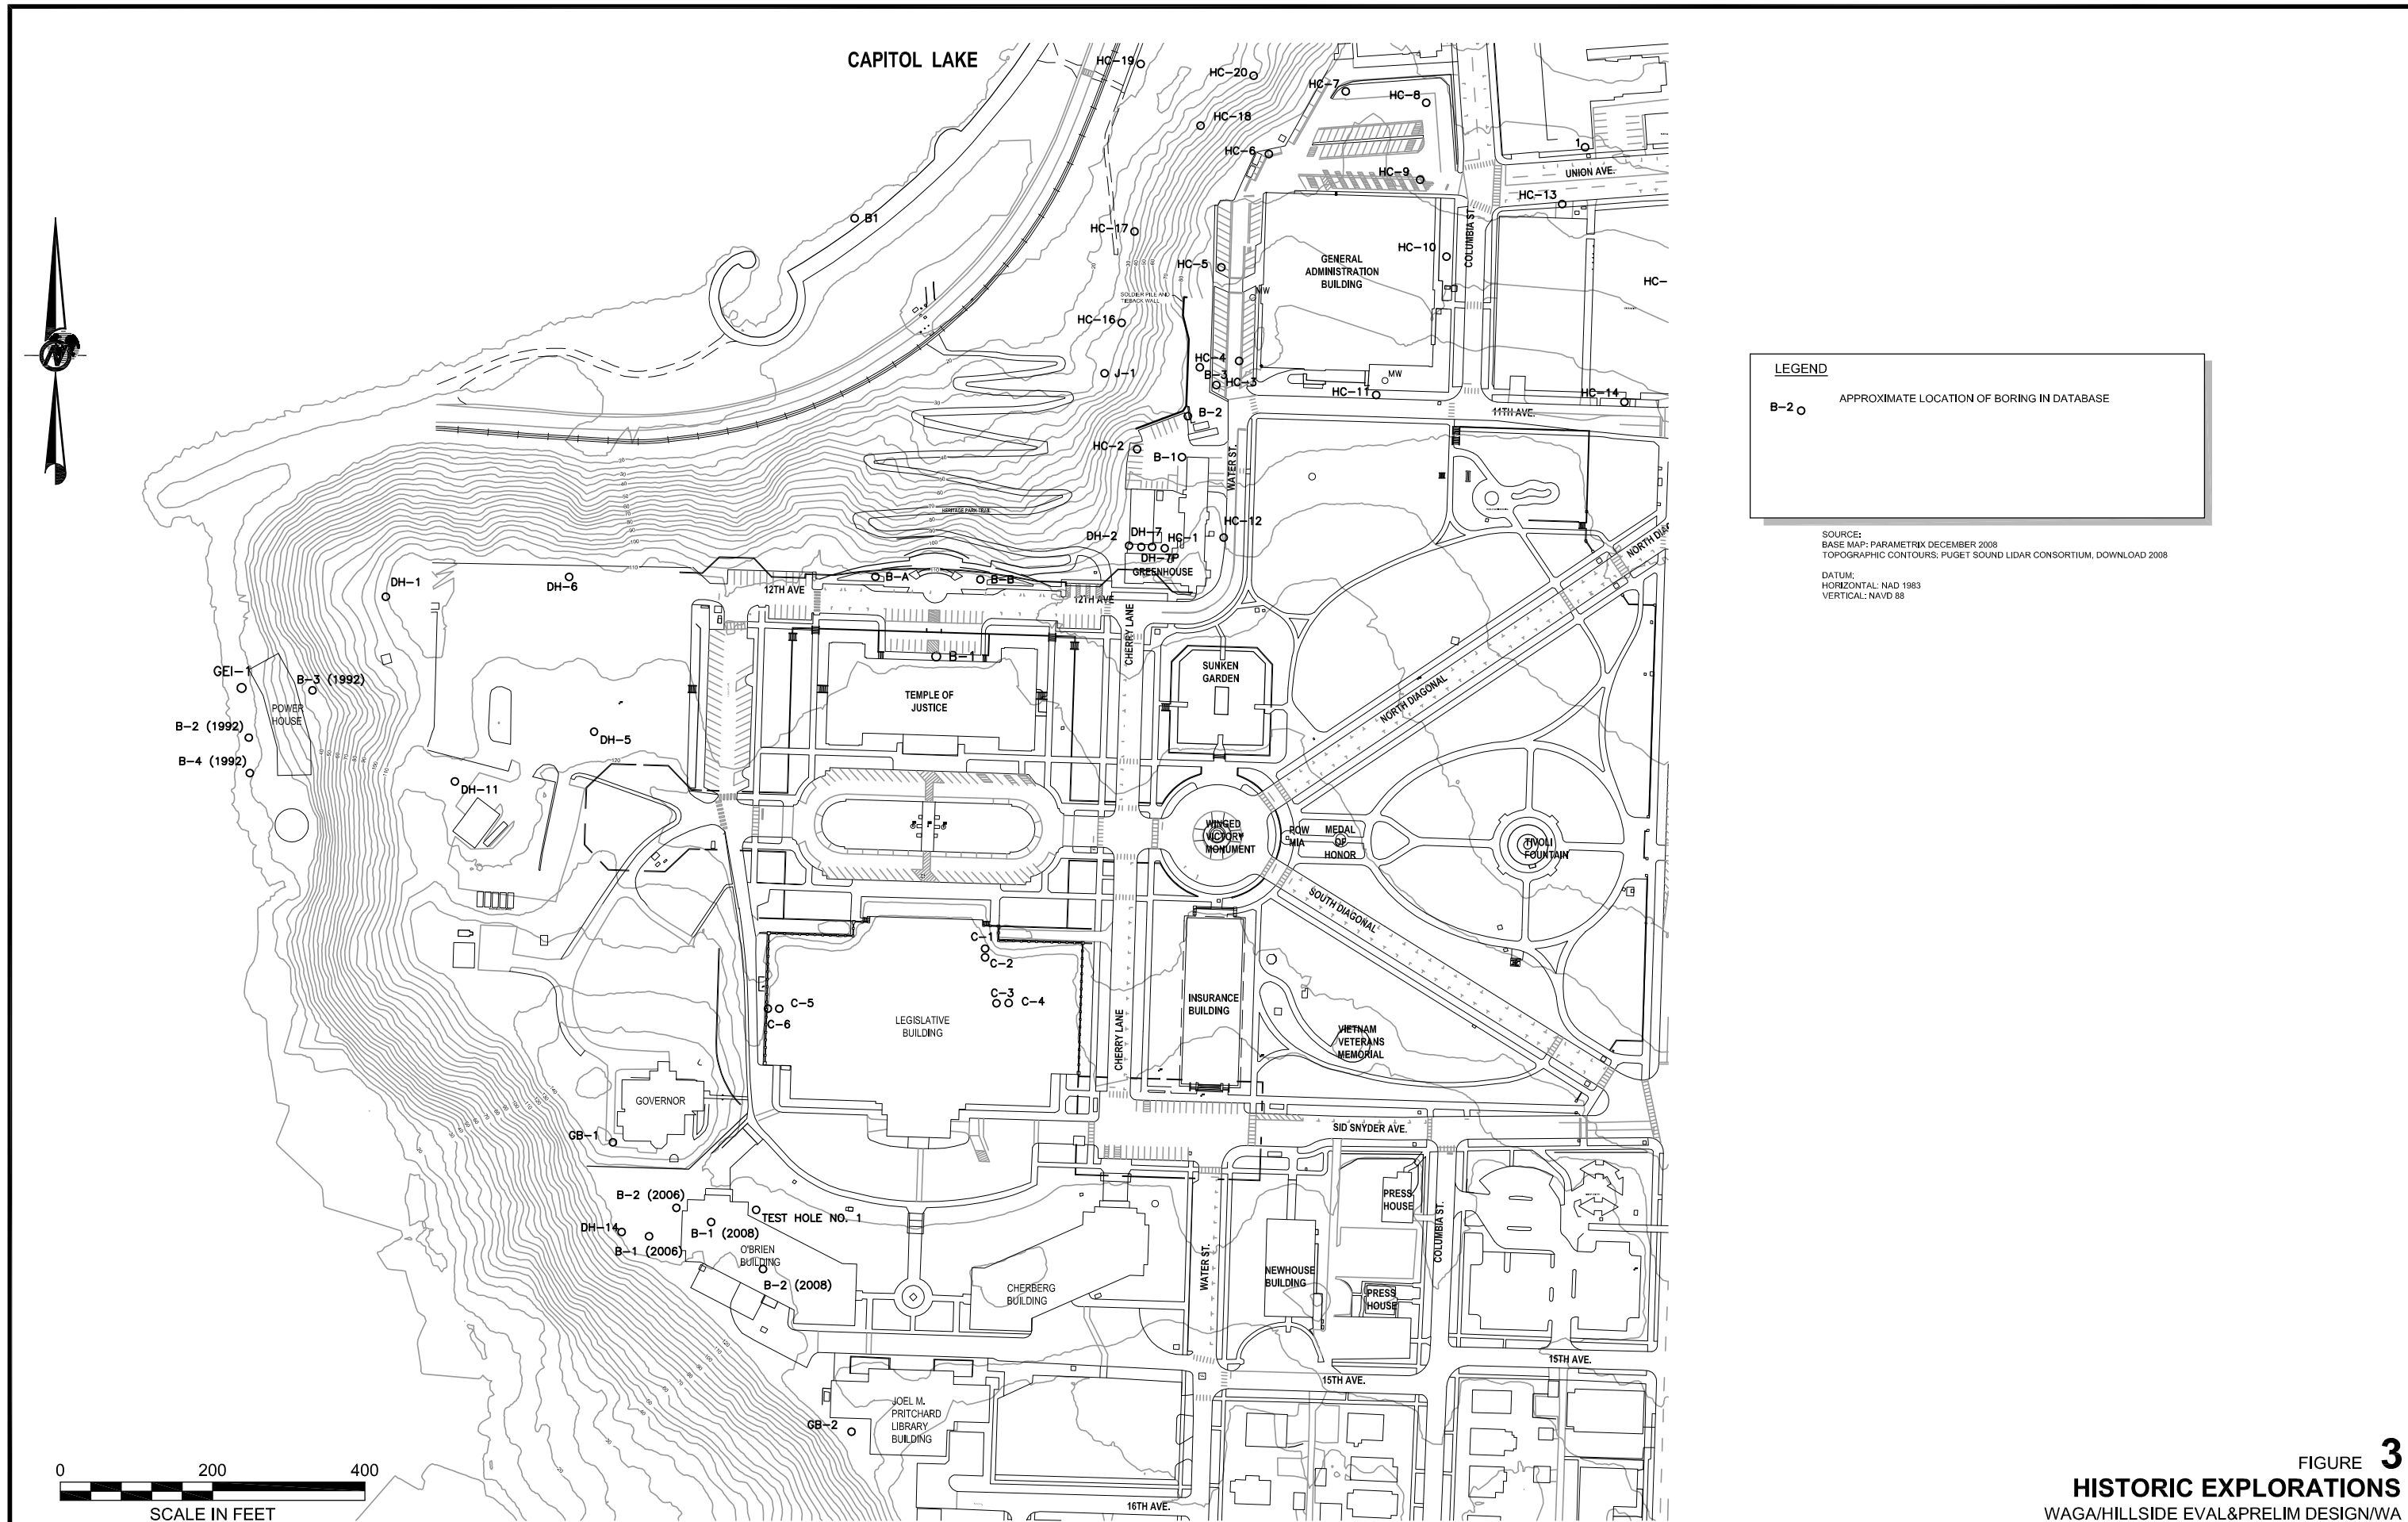 CAPITOL LAKE
HC-19
HC-20
HC-7
HC-8
HC-18
HC-6
1
UNION AVE.
HC-9
HC-13
B1
HC-17
COLUMBIA ST.
HC-10
HC-5
GENERAL
ADMINISTRATION
BUILDING
HC-
MW
SOLDIER PILE AND
TIEBACK WALL
HC-16
HC-4
J-1
B-3
HC-3
MW
HC-11
HC-14
11TH AVE.
B-2
HC-2
B-1
WATER ST.
HERITAGE PARK TRAIL
HC-12
DH-2
DH-7
HC-1
DH-7P
GREENHOUSE
NORTH DIAG
DH-1
DH-6
B-A
B-B
12TH AVE
12TH AVE
CHERRY LANE
B-1
SUNKEN
GARDEN
TEMPLE OF
JUSTICE
NORTH DIAGONAL
GEI-1
B-3 (1992)
POWER
HOUSE
B-2 (1992)
B-4 (1992)
DH-5
DH-11
WINGED
VICTORY
MONUMENT
POW
MIA
MEDAL
OF
HONOR
TIVOLI
FOUNTAIN
SOUTH DIAGONAL
C-1
C-2
C-3
C-4
C-5
C-6
LEGISLATIVE
BUILDING
INSURANCE
BUILDING
CHERRY LANE
VIETNAM
VETERANS
MEMORIAL
GOVERNOR
GB-1
SID SNYDER AVE.
B-2 (2006)
TEST HOLE NO. 1
DH-14
B-1 (2006)
B-1 (2008)
O'BRIEN
BUILDING
B-2 (2008)
CHERBERG
BUILDING
WATER ST.
NEWHOUSE
BUILDING
PRESS
HOUSE
PRESS
HOUSE
COLUMBIA ST.
15TH AVE.
15TH AVE.
JOEL M.
PRITCHARD
LIBRARY
BUILDING
GB-2
16TH AVE.
0 200 400
SCALE IN FEET
LEGEND
B-2 APPROXIMATE LOCATION OF BORING IN DATABASE
SOURCE:
BASE MAP: PARAMETRIX DECEMBER 2008
TOPOGRAPHIC CONTOURS: PUGET SOUND LIDAR CONSORTIUM, DOWNLOAD 2008
DATUM:
HORIZONTAL: NAD 1983
VERTICAL: NAVD 88
FIGURE 3
HISTORIC EXPLORATIONS
WAGA/HILLSIDE EVAL&PRELIM DESIGN/WA